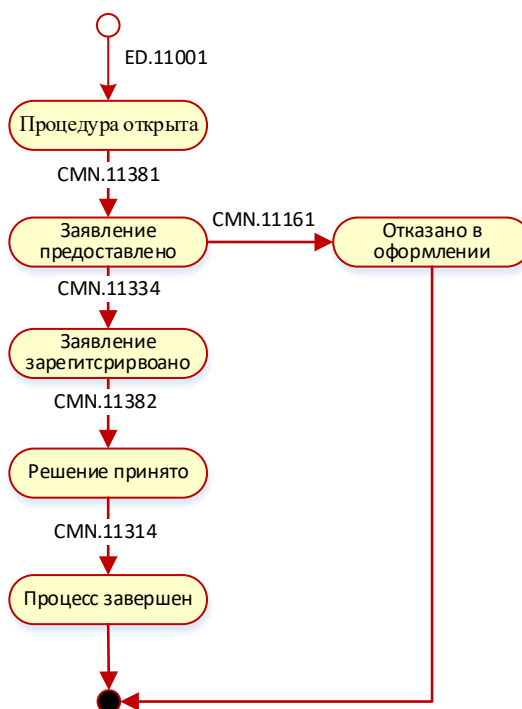 ED.11001
Процедура открыта
CMN.11381
Заявление
предоставлено
CMN.11161
Отказано в
оформлении
CMN.11334
Заявление
зарегитсрирвоано
CMN.11382
Решение принято
CMN.11314
Процесс завершен